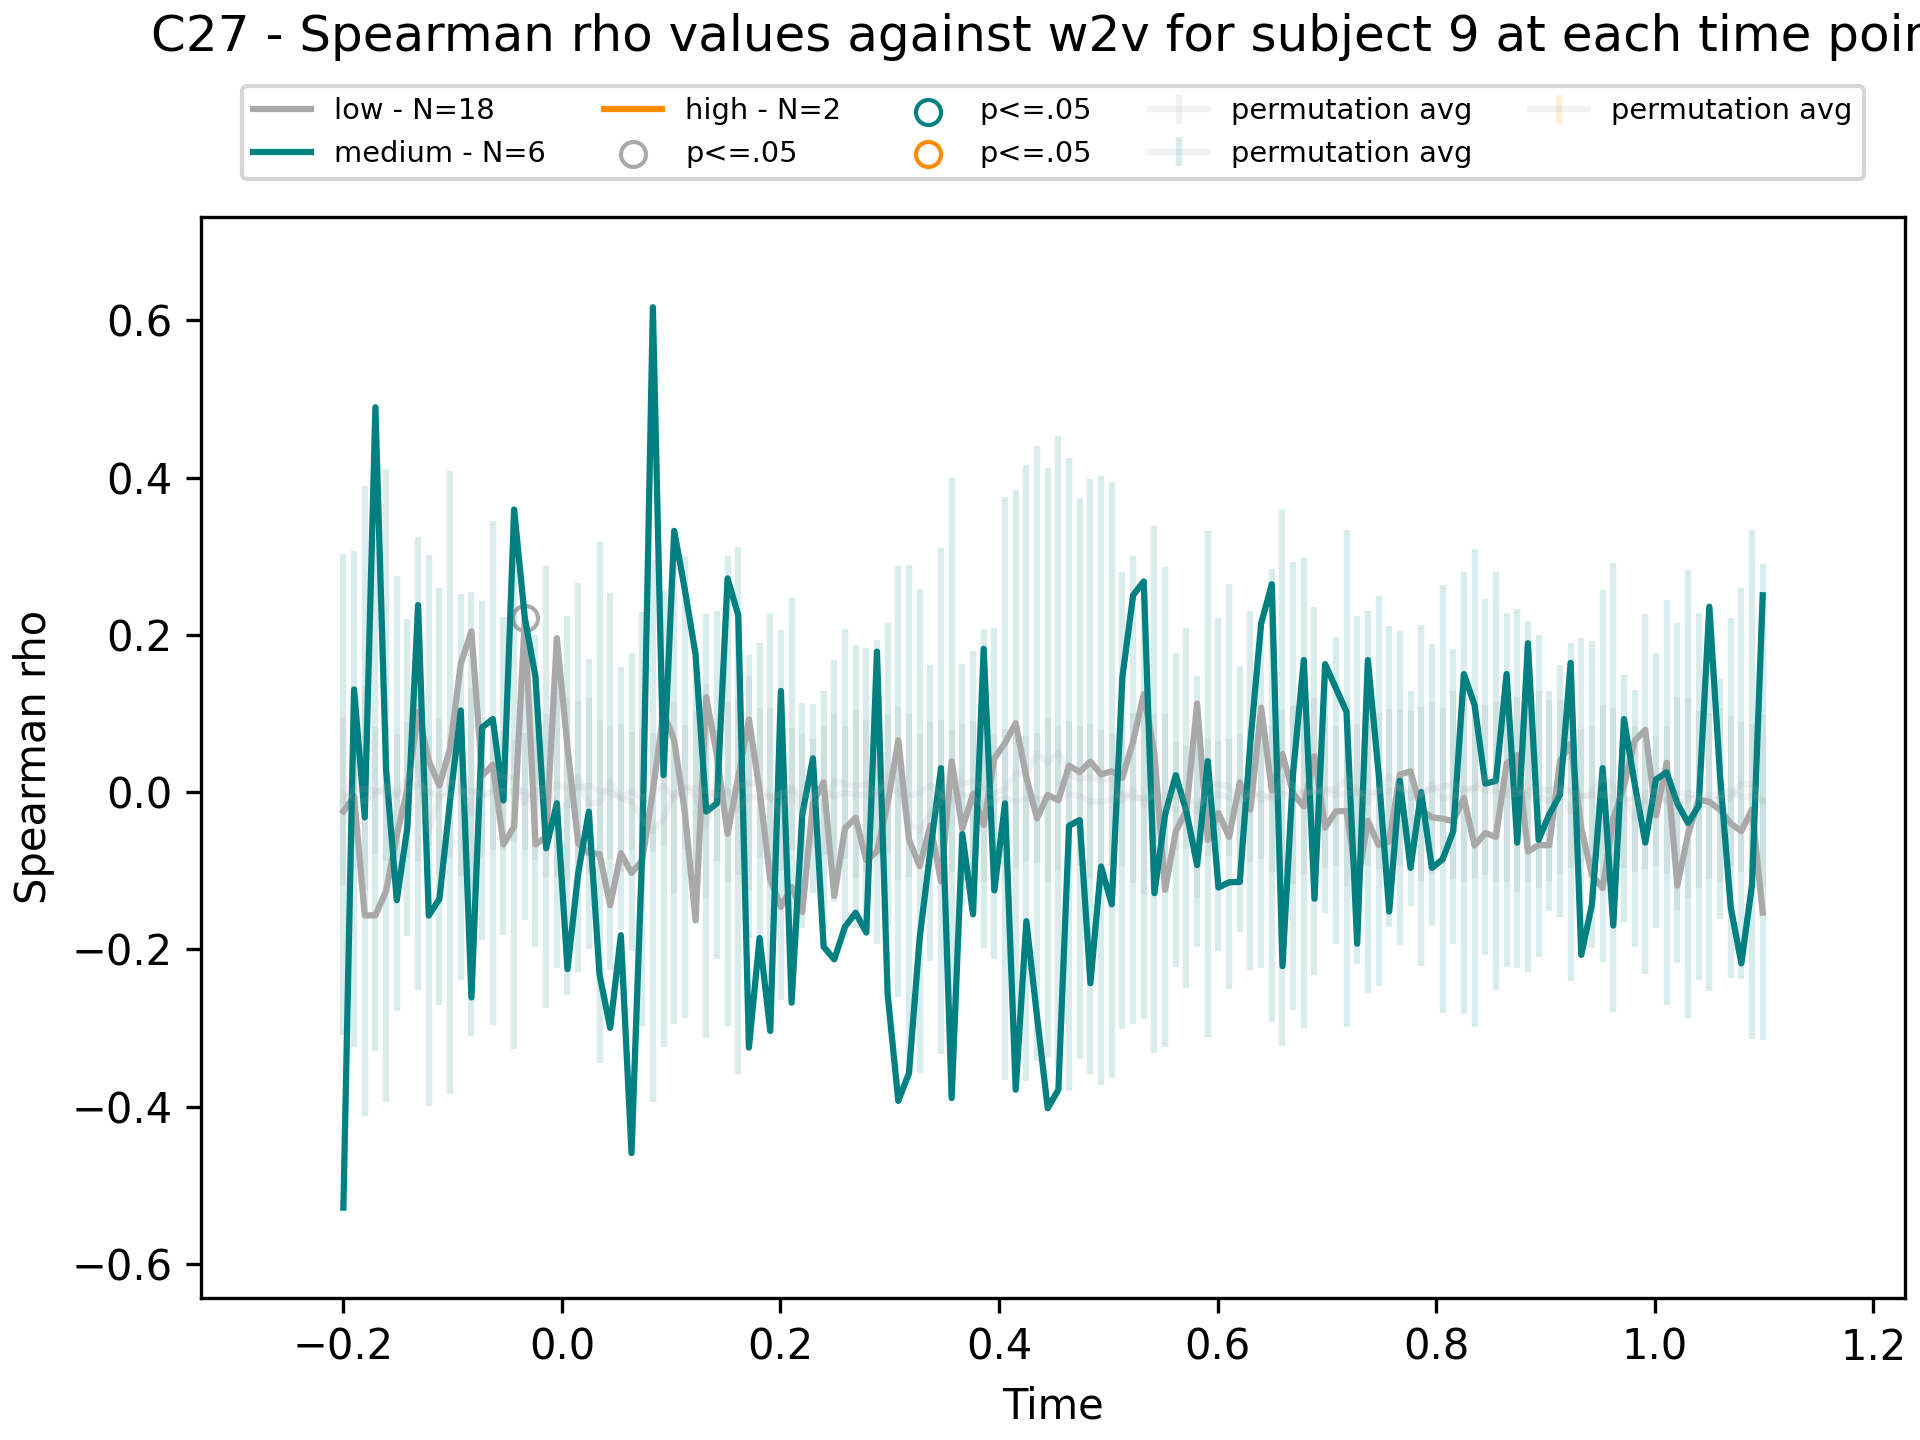 C27 - Spearman rho values against w2v for subject 9 at each time poin
low - N=18
medium - N=6
high - N=2
p<=.05
p<=.05
p<=.05
permutation avg
permutation avg
permutation avg
Spearman rho
0.6
0.4
0.2
0.0
−0.2
−0.4
−0.6
−0.2 0.0 0.2 0.4 0.6 0.8 1.0 1.2
Time